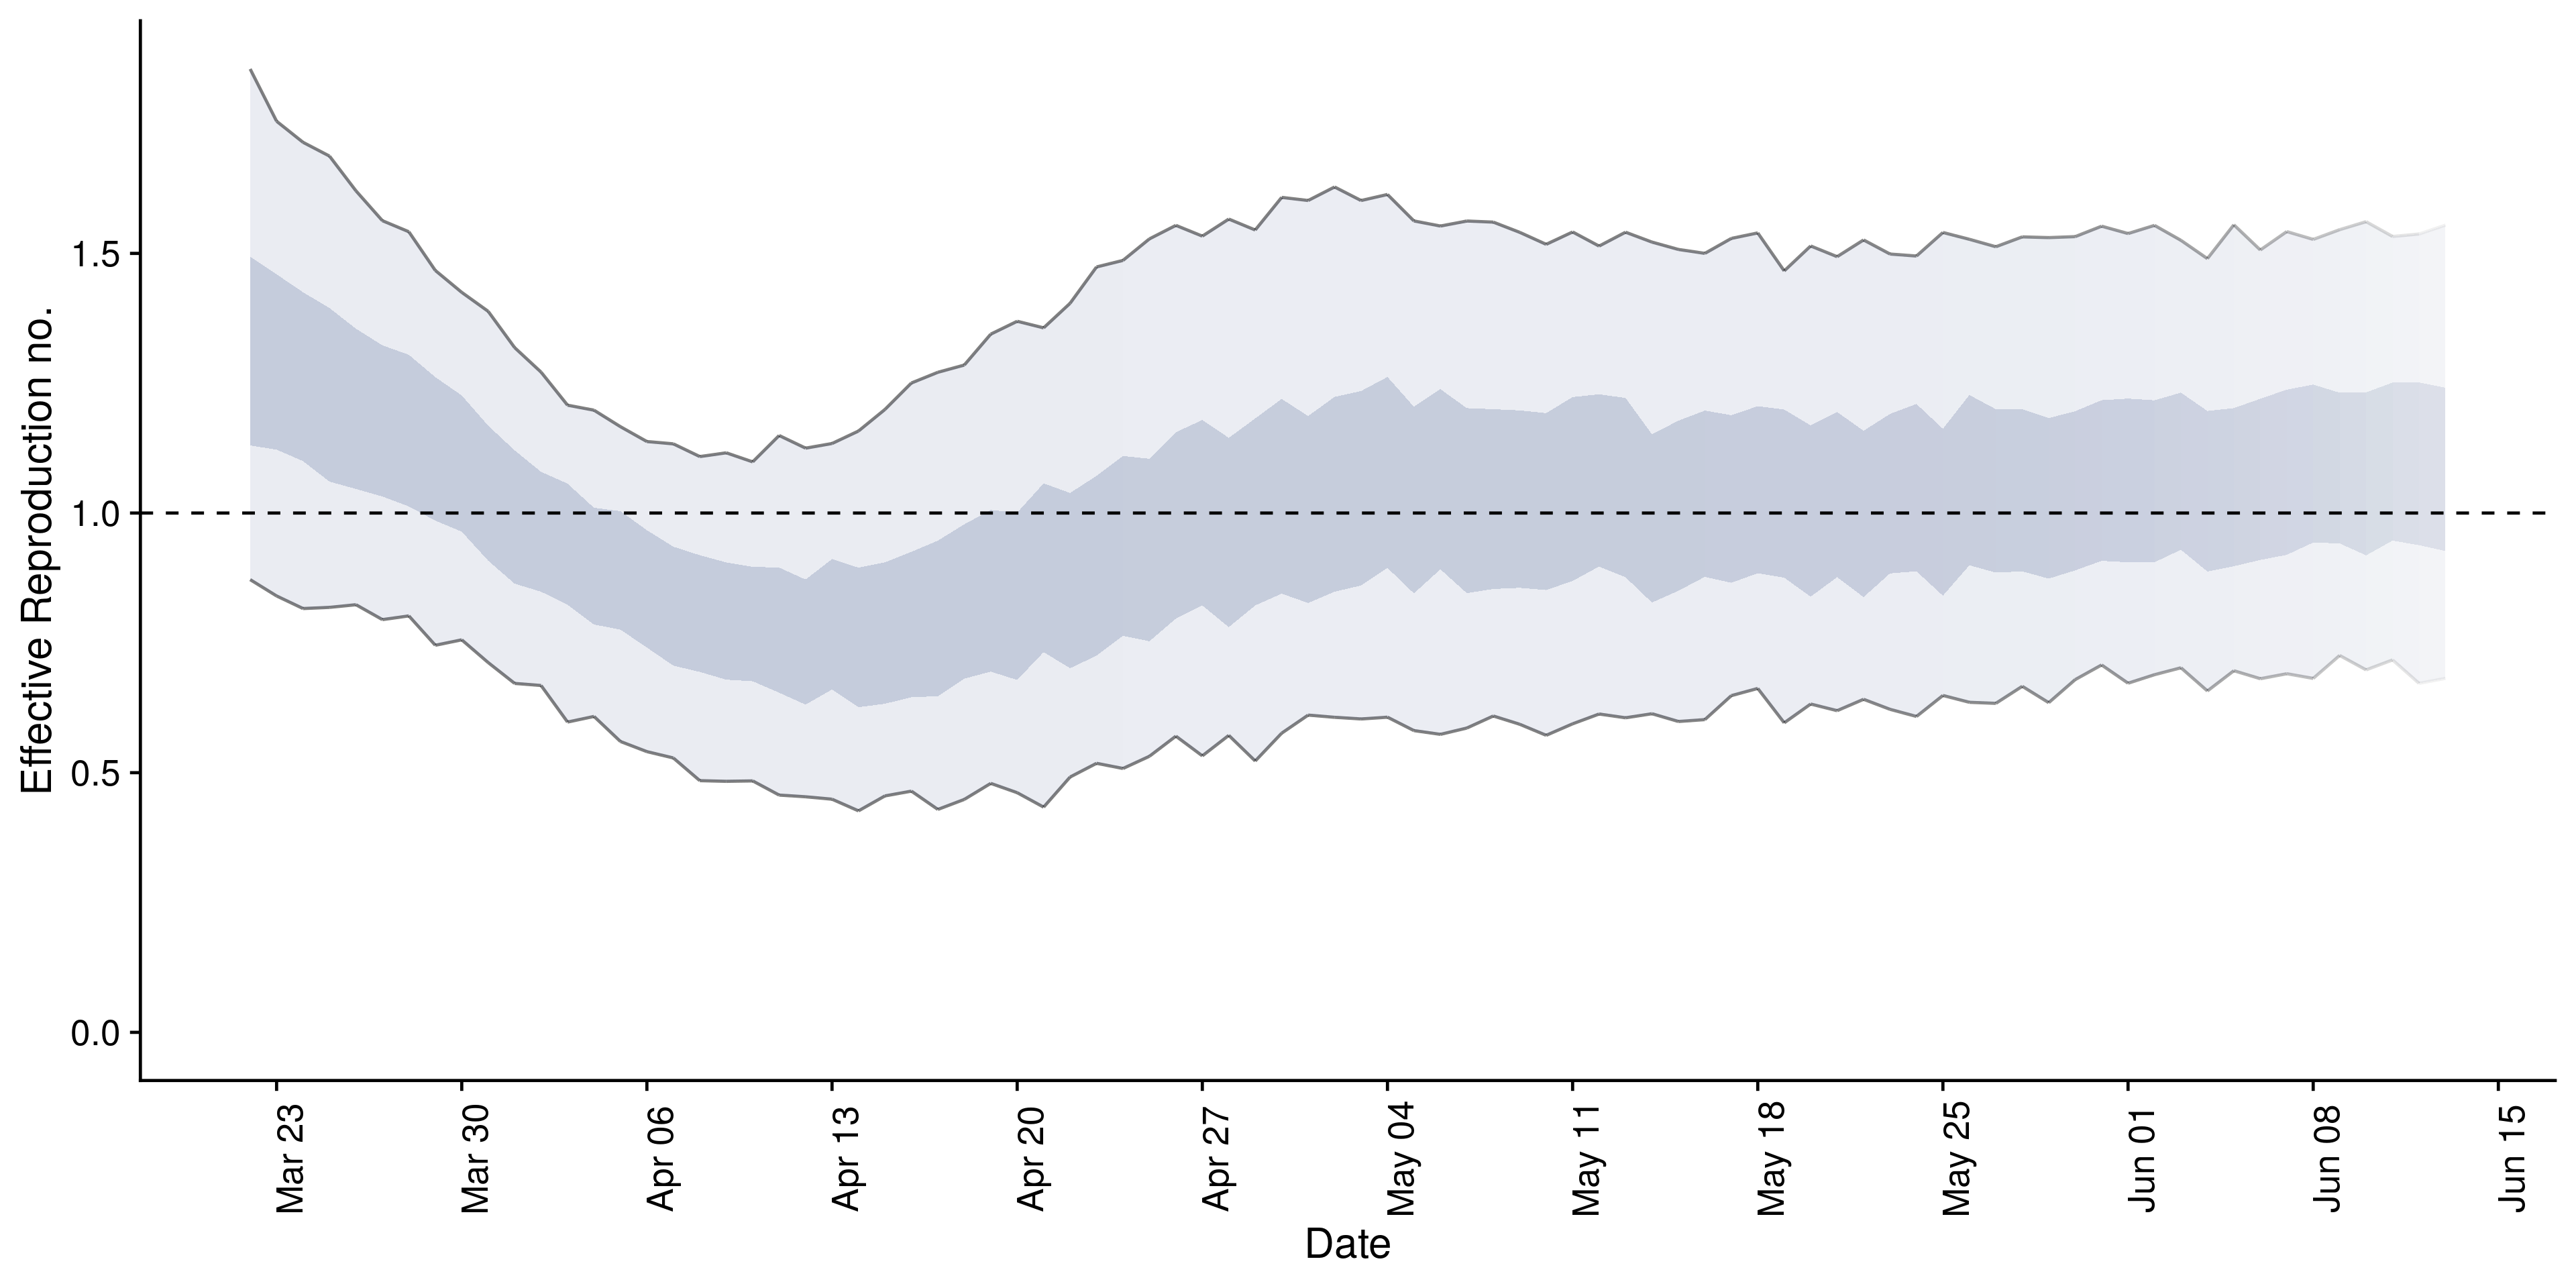 Effective Reproduction no.
1.5
1.0
0.5
0.0
Mar 23
Mar 30
Apr 06
Apr 13
Apr 20
Apr 27
May 04
May 11
May 18
May 25
Jun 01
Jun 08
Jun 15
Date